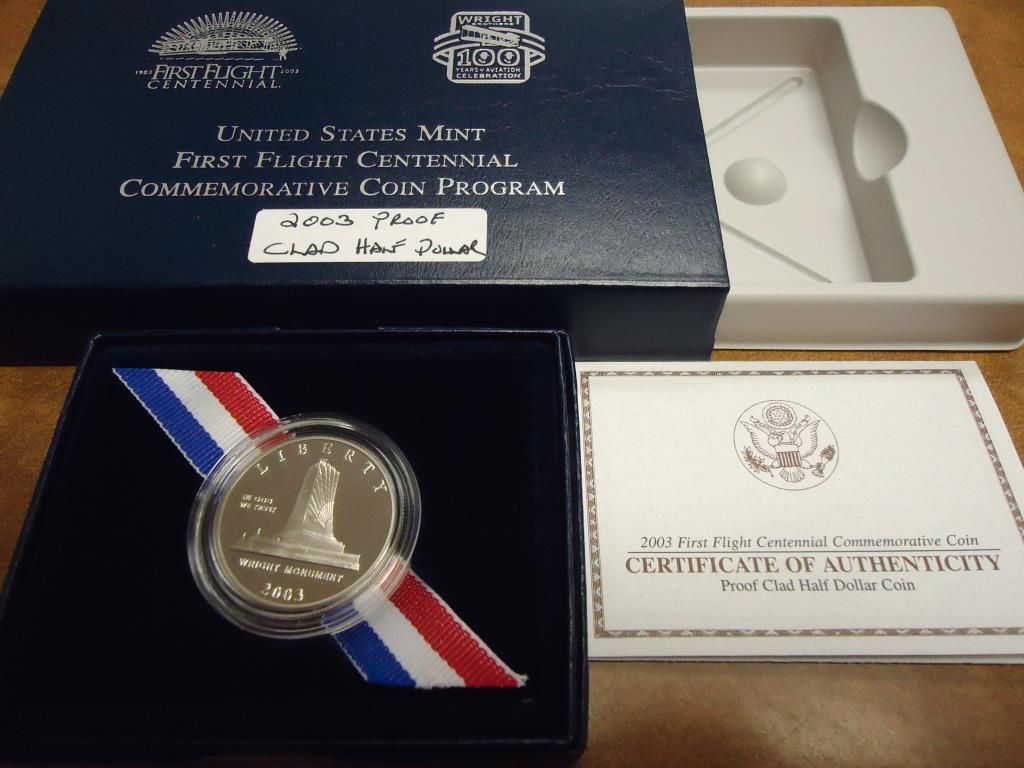 1903 FIRST FLIGHT 2003
CENTENNIAL
WRIGHT
BROTHERS
100
YEARS of AVIATION
CELEBRATION
UNITED STATES MINT
FIRST FLIGHT CENTENNIAL
COMMEMORATIVE COIN PROGRAM
2003 PROOF
CLAD HALF DOLLAR
LIBERTY
IN GOD
WE TRUST
WRIGHT MONUMENT
2003
2003 First Flight Centennial Commemorative Coin
CERTIFICATE OF AUTHENTICITY
Proof Clad Half Dollar Coin